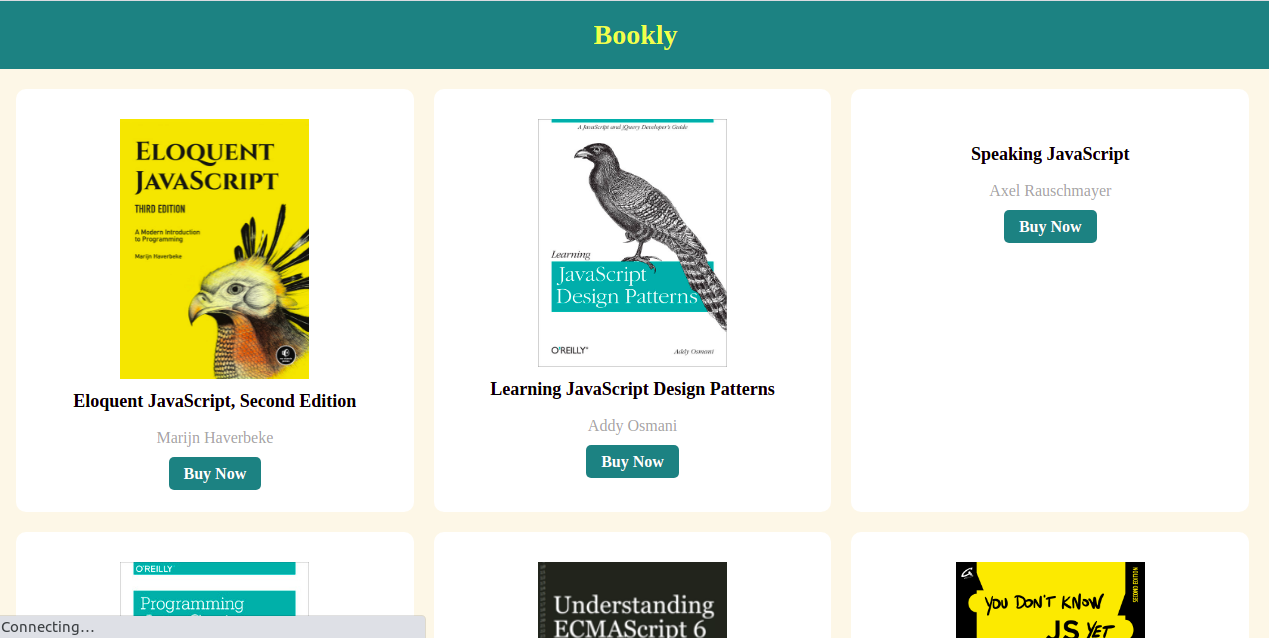 Bookly
ELOQUENT
JAVASCRIPT
THIRD EDITION
A Modern Introduction
to Programming
Marijn Haverbeke
Eloquent JavaScript, Second Edition
Marijn Haverbeke
Buy Now
A JavaScript and jQuery Developer's Guide
Learning
JavaScript
Design Patterns
O'REILLY®
Addy Osmani
Learning JavaScript Design Patterns
Addy Osmani
Buy Now
Speaking JavaScript
Axel Rauschmayer
Buy Now
O'REILLY
Programming
Understanding
ECMAScript 6
YOU DON'T KNOW
JS YET
SECOND EDITION
Connecting…